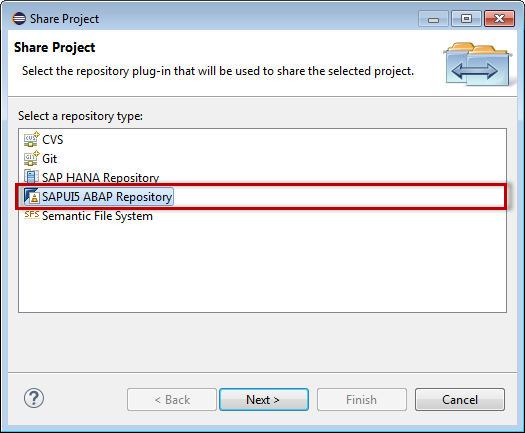 Share Project
Share Project
Select the repository plug-in that will be used to share the selected project.
Select a repository type:
CVS
Git
SAP HANA Repository
SAPUI5 ABAP Repository
SFS Semantic File System
? < Back Next > Finish Cancel